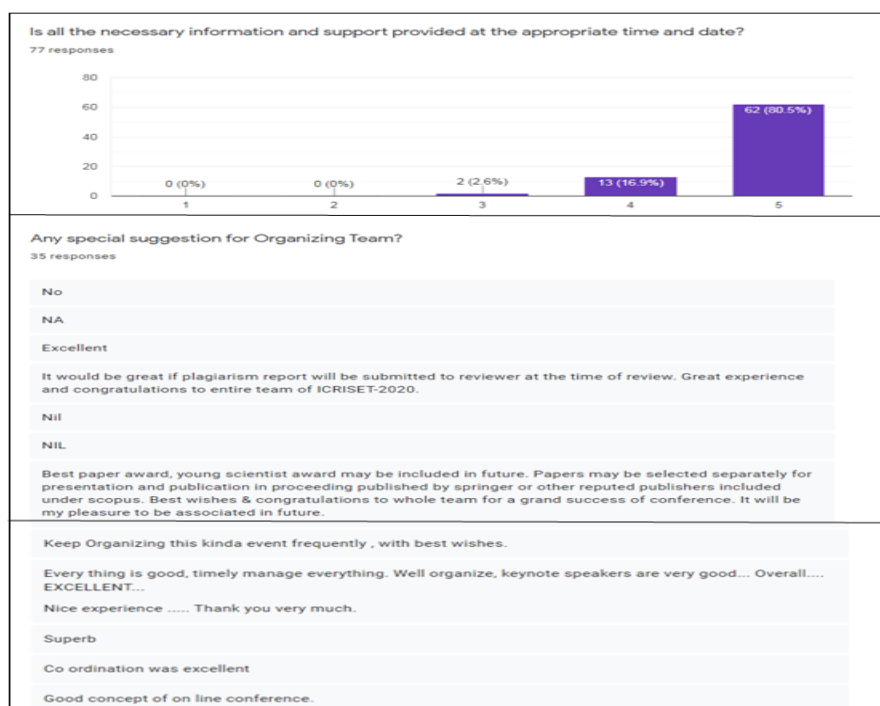 Is all the necessary information and support provided at the appropriate time and date?
77 responses
80
60
40
20
0
0 (0%)
0 (0%)
2 (2.6%)
13 (16.9%)
62 (80.5%)
1
2
3
4
5
Any special suggestion for Organizing Team?
35 responses
No
NA
Excellent
It would be great if plagiarism report will be submitted to reviewer at the time of review. Great experience
and congratulations to entire team of ICRISET-2020.
Nil
NIL
Best paper award, young scientist award may be included in future. Papers may be selected separately for
presentation and publication in proceeding published by springer or other reputed publishers included
under scopus. Best wishes & congratulations to whole team for a grand success of conference. It will be
my pleasure to be associated in future.
Keep Organizing this kinda event frequently , with best wishes.
Every thing is good, timely manage everything. Well organize, keynote speakers are very good... Overall....
EXCELLENT...
Nice experience ..... Thank you very much.
Superb
Co ordination was excellent
Good concept of on line conference.